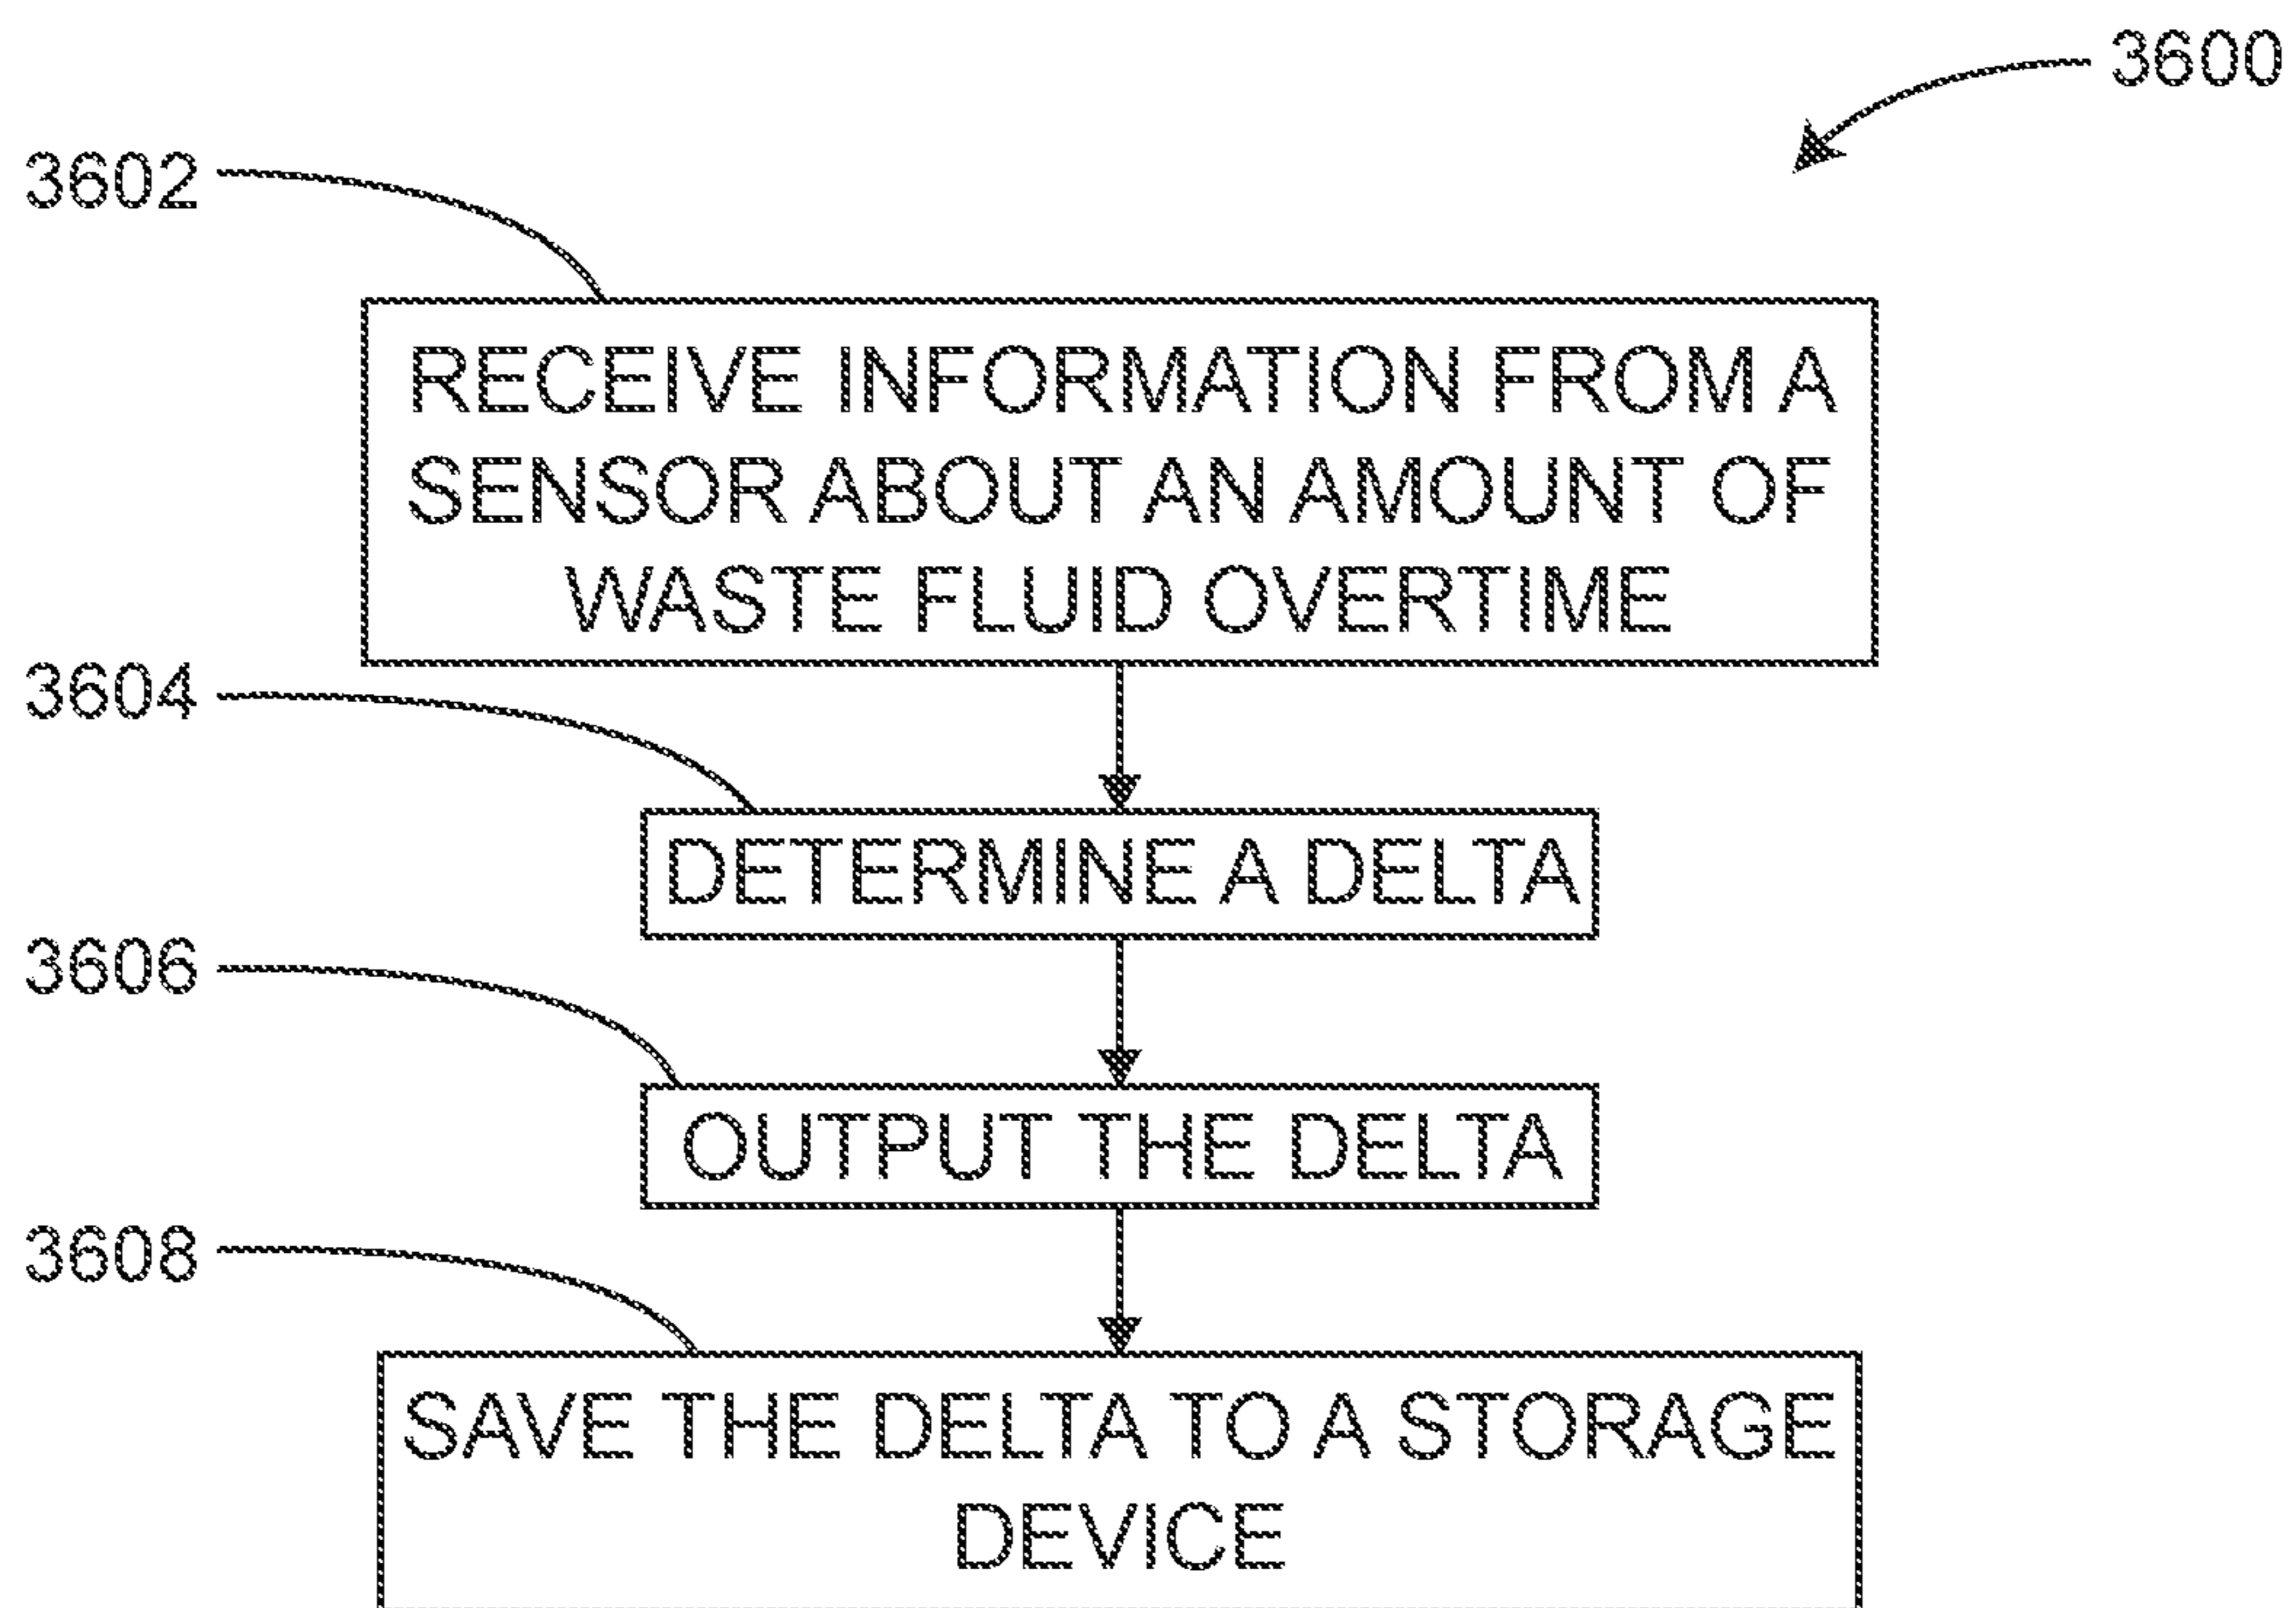 3600
3602
RECEIVE INFORMATION FROM A
SENSOR ABOUT AN AMOUNT OF
WASTE FLUID OVERTIME
3604
DETERMINE A DELTA
3606
OUTPUT THE DELTA
3608
SAVE THE DELTA TO A STORAGE
DEVICE